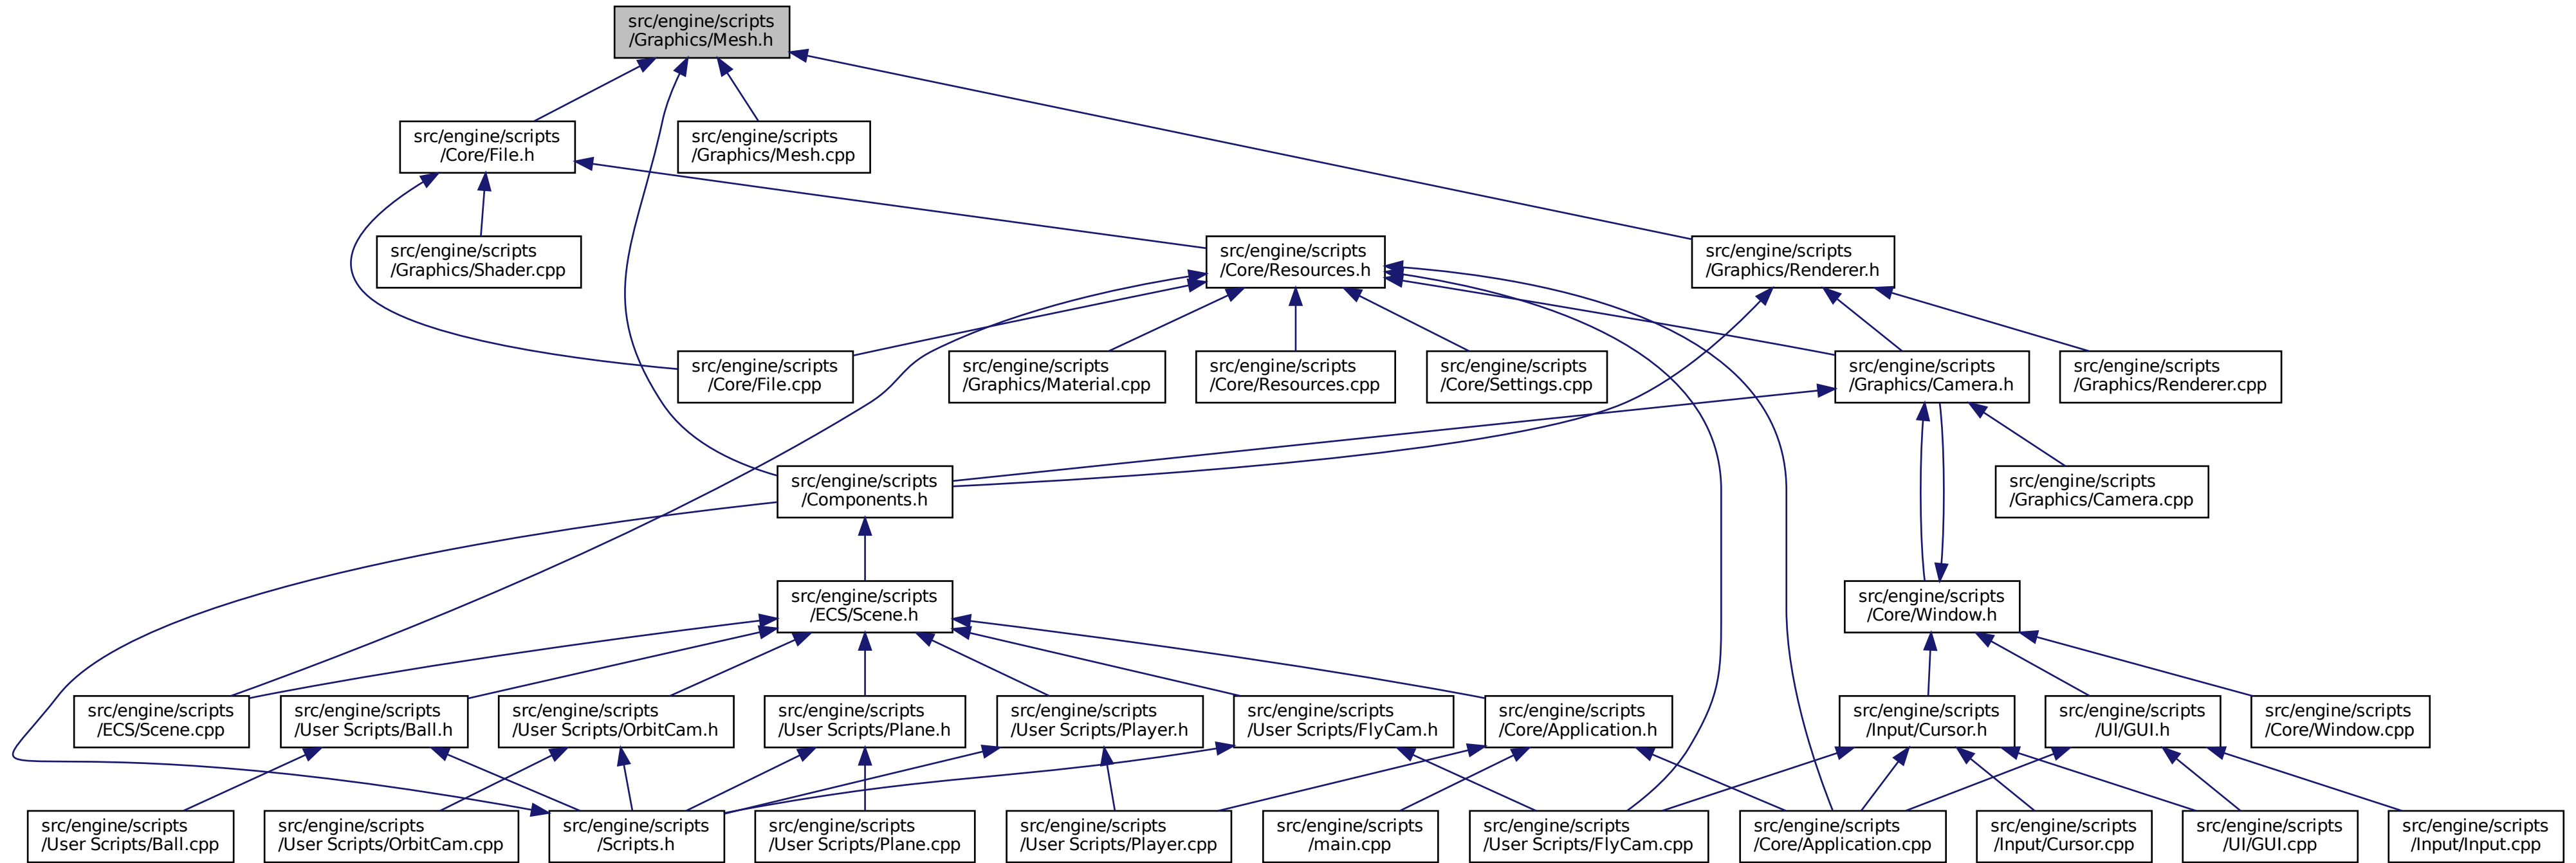 src/engine/scripts
/Graphics/Mesh.h
src/engine/scripts
/Core/File.h
src/engine/scripts
/Graphics/Mesh.cpp
src/engine/scripts
/Graphics/Shader.cpp
src/engine/scripts
/Core/Resources.h
src/engine/scripts
/Graphics/Renderer.h
src/engine/scripts
/Core/File.cpp
src/engine/scripts
/Graphics/Material.cpp
src/engine/scripts
/Core/Resources.cpp
src/engine/scripts
/Core/Settings.cpp
src/engine/scripts
/Graphics/Camera.h
src/engine/scripts
/Graphics/Renderer.cpp
src/engine/scripts
/Components.h
src/engine/scripts
/Graphics/Camera.cpp
src/engine/scripts
/ECS/Scene.h
src/engine/scripts
/Core/Window.h
src/engine/scripts
/ECS/Scene.cpp
src/engine/scripts
/User Scripts/Ball.h
src/engine/scripts
/User Scripts/OrbitCam.h
src/engine/scripts
/User Scripts/Plane.h
src/engine/scripts
/User Scripts/Player.h
src/engine/scripts
/User Scripts/FlyCam.h
src/engine/scripts
/Core/Application.h
src/engine/scripts
/Input/Cursor.h
src/engine/scripts
/UI/GUI.h
src/engine/scripts
/Core/Window.cpp
src/engine/scripts
/User Scripts/Ball.cpp
src/engine/scripts
/User Scripts/OrbitCam.cpp
src/engine/scripts
/Scripts.h
src/engine/scripts
/User Scripts/Plane.cpp
src/engine/scripts
/User Scripts/Player.cpp
src/engine/scripts
/main.cpp
src/engine/scripts
/User Scripts/FlyCam.cpp
src/engine/scripts
/Core/Application.cpp
src/engine/scripts
/Input/Cursor.cpp
src/engine/scripts
/UI/GUI.cpp
src/engine/scripts
/Input/Input.cpp